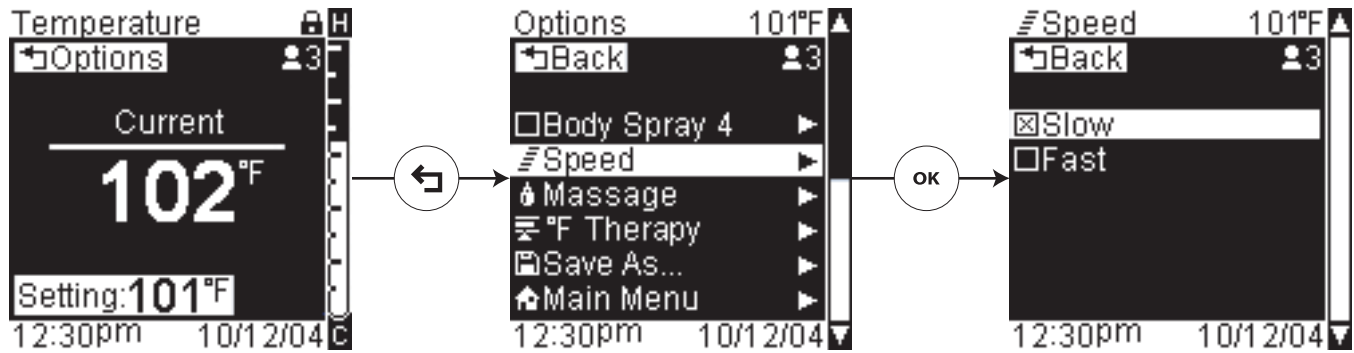 Temperature H
Options 3
Current
102°F
Setting:101°F
12:30pm 10/12/04 C
Options 101°F
Back 3
Body Spray 4
Speed
Massage
°F Therapy
Save As...
Main Menu
12:30pm 10/12/04
OK
Speed 101°F
Back 3
Slow
Fast
12:30pm 10/12/04